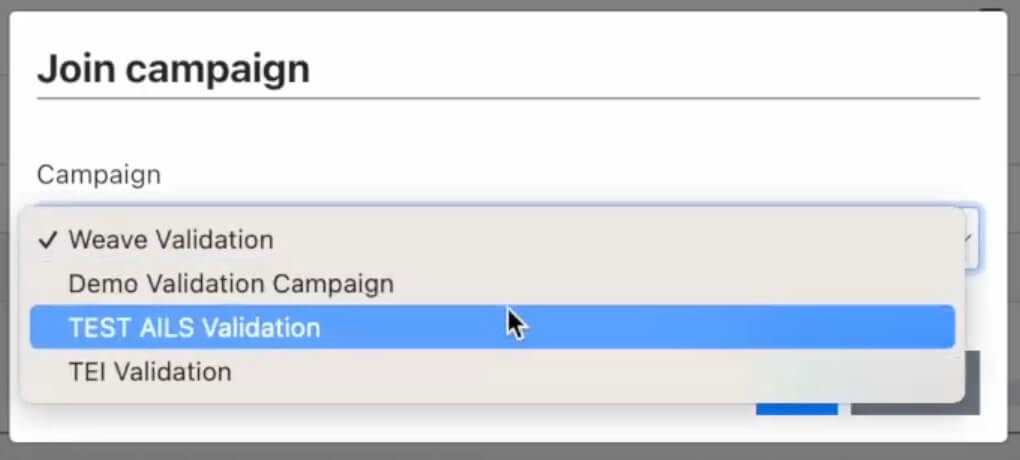 Join campaign
Campaign
✓ Weave Validation
Demo Validation Campaign
TEST AILS Validation
TEI Validation